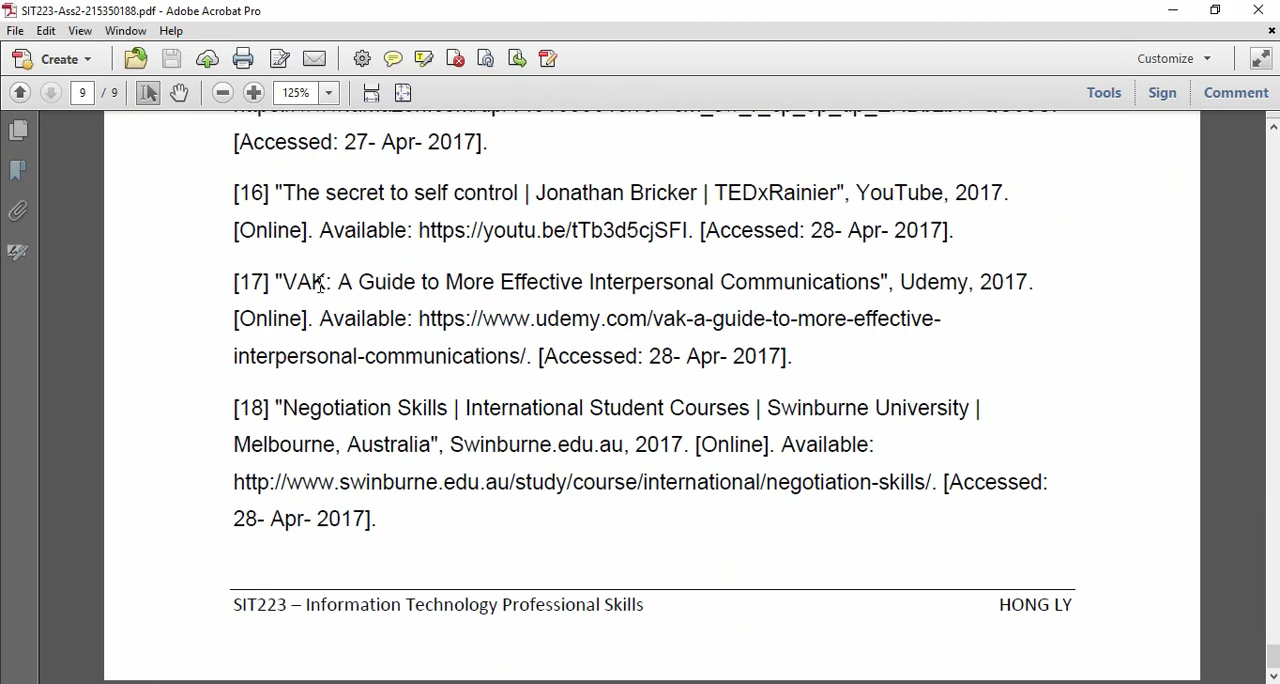 SIT223-Ass2-215350188.pdf - Adobe Acrobat Pro
File Edit View Window Help
Create Customize
9 / 9 125% Tools Sign Comment
[Accessed: 27- Apr- 2017].
[16] "The secret to self control | Jonathan Bricker | TEDxRainier", YouTube, 2017.
[Online]. Available: https://youtu.be/tTb3d5cjSFI. [Accessed: 28- Apr- 2017].
[17] "VAK: A Guide to More Effective Interpersonal Communications", Udemy, 2017.
[Online]. Available: https://www.udemy.com/vak-a-guide-to-more-effective-
interpersonal-communications/. [Accessed: 28- Apr- 2017].
[18] "Negotiation Skills | International Student Courses | Swinburne University |
Melbourne, Australia", Swinburne.edu.au, 2017. [Online]. Available:
http://www.swinburne.edu.au/study/course/international/negotiation-skills/. [Accessed:
28- Apr- 2017].
SIT223 – Information Technology Professional Skills HONG LY